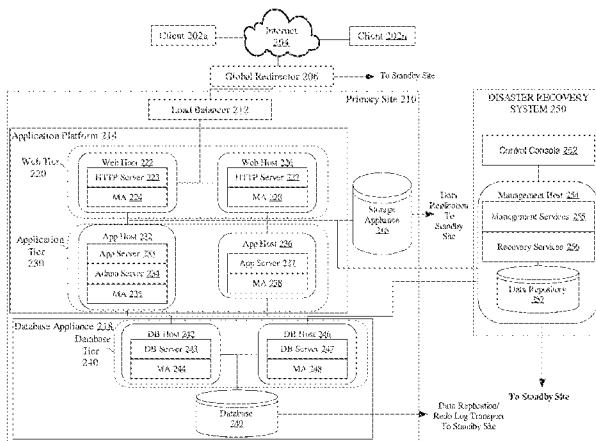 Client 202a
Internet
204
Client 202n
Global Redirector 206
To Standby Site
Load Balancer 212
Primary Site 210
DISASTER RECOVERY
SYSTEM 250
Application Platform 214
Control Console 252
Web Tier
220
Web Host 222
HTTP Server 223
MA 224
Web Host 226
HTTP Server 227
MA 228
Storage
Appliance
Data
Replication
To
Standby
Site
Management Host 254
Management Services 255
Recovery Services 256
Data Repository
Application
Tier
230
App Host 232
App Server 233
Admin Server 234
MA 235
App Host 236
App Server 237
MA 238
Database Appliance
Database
Tier
240
DB Host 242
DB Server 243
MA 244
DB Host 246
DB Server 247
MA 248
Database
To Standby Site
Data Replication/
Redo Log Transport
To Standby Site